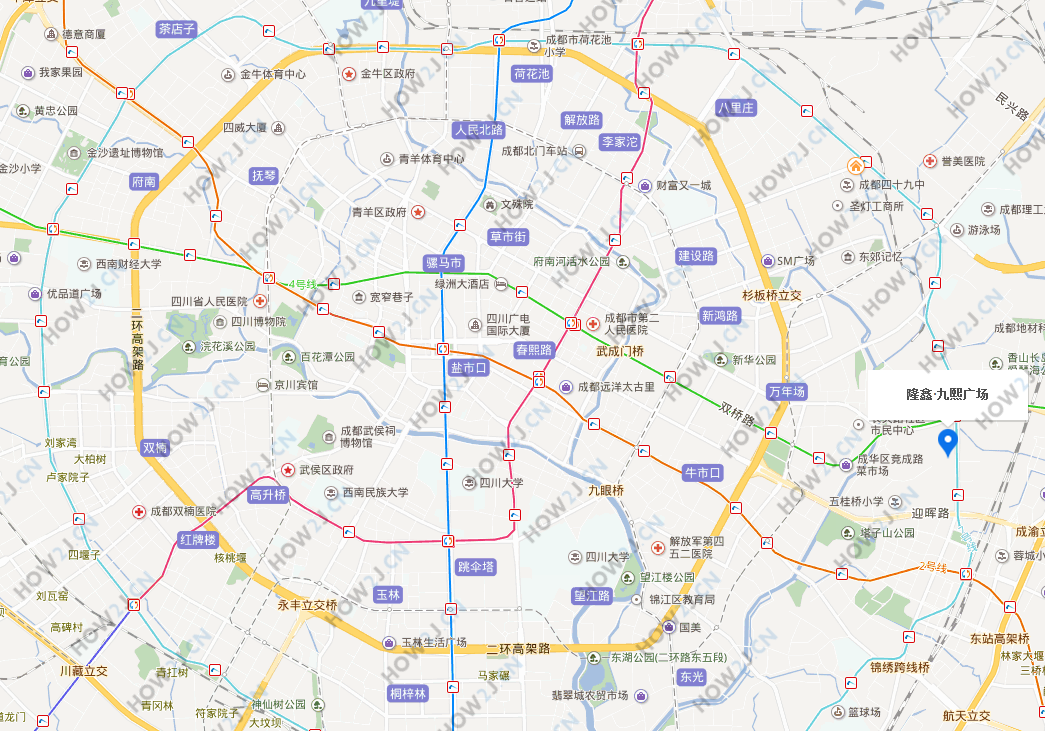 九里堤
茶店子
德意商厦
成都市荷花池
小学
我家果园
金牛体育中心
金牛区政府
荷花池
八里庄
民兴路
黄忠公园
四威大厦
人民北路
解放路
李家沱
金沙遗址博物馆
青羊体育中心
成都北门车站
誉美医院
金沙小学
府南
抚琴
财富又一城
成都四十九中
青羊区政府
文殊院
圣灯工商所
成都理工
游泳场
草市街
西南财经大学
骡马市
府南河活水公园
建设路
SM广场
东郊记忆
4号线
绿洲大酒店
优品道广场
四川省人民医院
宽窄巷子
杉板桥立交
二环高架路
四川博物院
四川广电
国际大厦
成都市第二
人民医院
新鸿路
成都地材科
浣花溪公园
百花潭公园
春熙路
武成门桥
新华公园
香山长岛
育公园
盐市口
京川宾馆
成都远洋太古里
万年场
隆鑫·九熙广场
双桥路
市民中心
刘家湾
双楠
成都武侯祠
博物馆
大柏树
武侯区政府
成华区竞成路
菜市场
卢家院子
高升桥
西南民族大学
四川大学
牛市口
九眼桥
五桂桥小学
迎晖路
成都双楠医院
红牌楼
塔子山公园
成渝立
解放军第四
五二医院
四堰子
核桃堰
跳伞塔
四川大学
2号线
蓉城小
刘瓦窑
玉林
望江路
望江楼公园
锦江区教育局
永丰立交桥
高碑村
玉林生活广场
国美
二环高架路
东湖公园(二环路东五段)
东站高架桥
林家大堰
川藏立交
青杠树
马家碾
东光
锦绣跨线桥
三桥
桐梓林
翡翠城农贸市场
青冈林
神仙树公园
符家院子
大坟坝
篮球场
航天立交
龙门
HOW2J.CN